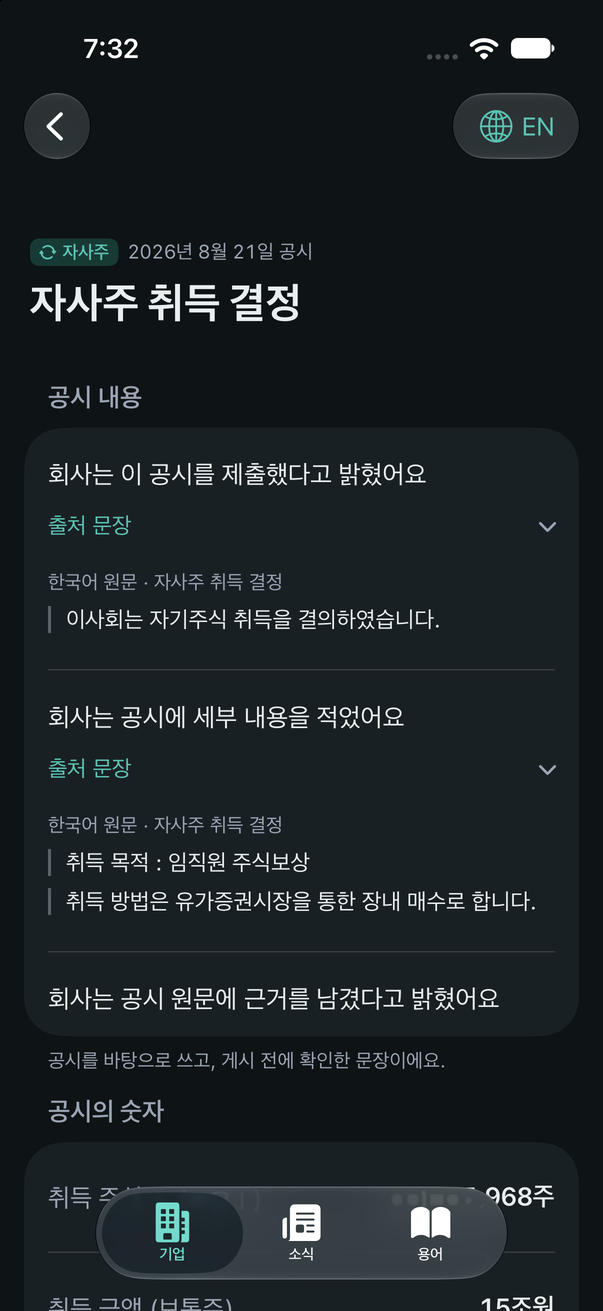 7:32
EN
자사주 2026년 8월 21일 공시
자사주 취득 결정
공시 내용
회사는 이 공시를 제출했다고 밝혔어요
출처 문장
한국어 원문 · 자사주 취득 결정
이사회는 자기주식 취득을 결의하였습니다.
회사는 공시에 세부 내용을 적었어요
출처 문장
한국어 원문 · 자사주 취득 결정
취득 목적 : 임직원 주식보상
취득 방법은 유가증권시장을 통한 장내 매수로 합니다.
회사는 공시 원문에 근거를 남겼다고 밝혔어요
공시를 바탕으로 쓰고, 게시 전에 확인한 문장이에요.
공시의 숫자
취득 968주
기업 소식 용어
취득 금액 (보통주) 15조원